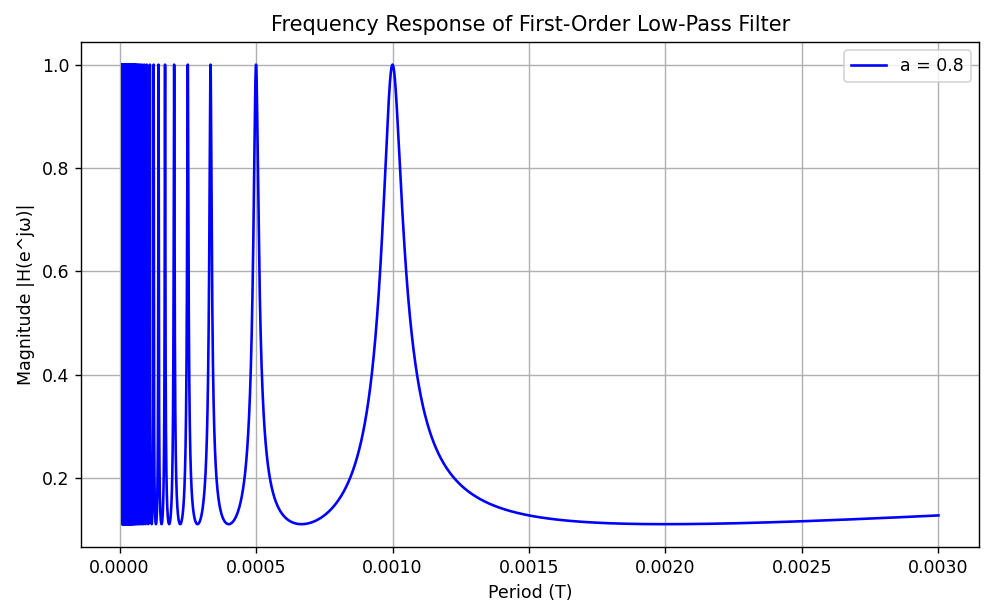 Frequency Response of First-Order Low-Pass Filter
a = 0.8
Magnitude |H(e^jω)|
1.0
0.8
0.6
0.4
0.2
0.0000 0.0005 0.0010 0.0015 0.0020 0.0025 0.0030
Period (T)